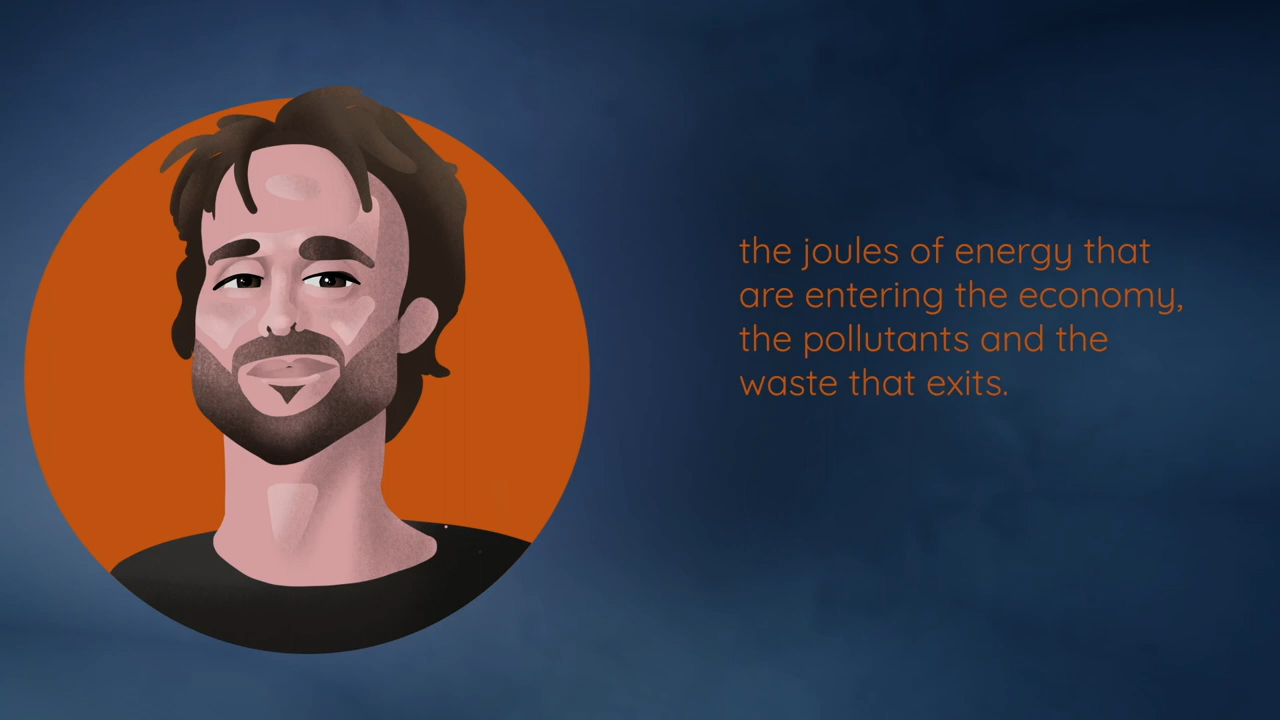 the joules of energy that
are entering the economy,
the pollutants and the
waste that exits.